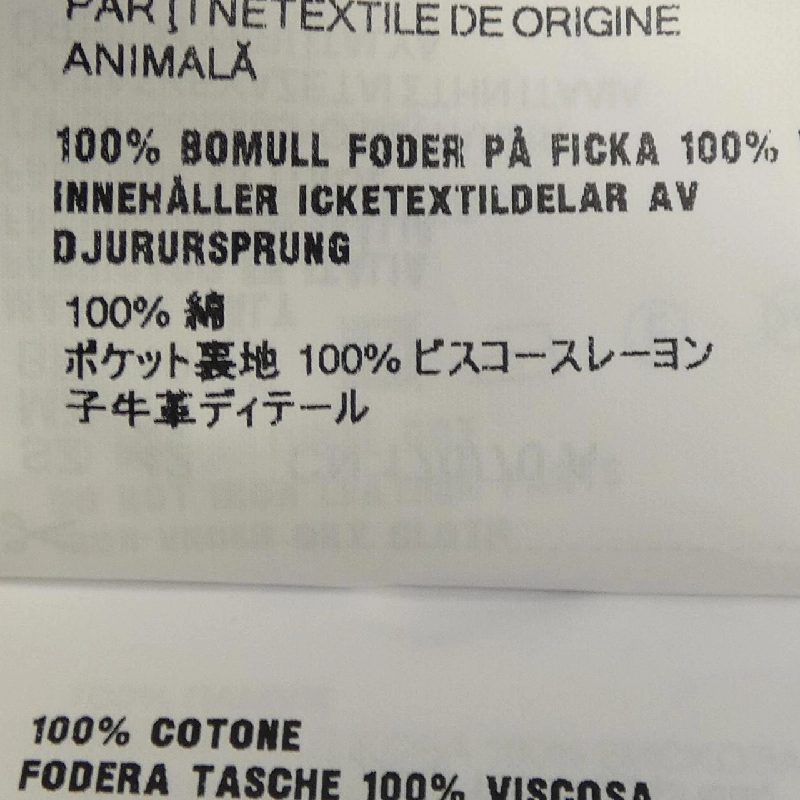 PĂRȚI NETEXTILE DE ORIGINE
ANIMALĂ
100% BOMULL FODER PÅ FICKA 100%
INNEHÅLLER ICKETEXTILDELAR AV
DJURURSPRUNG
100% 綿
ポケット裏地 100% ビスコースレーヨン
子牛革ディテール
100% COTONE
FODERA TASCHE 100% VISCOSA